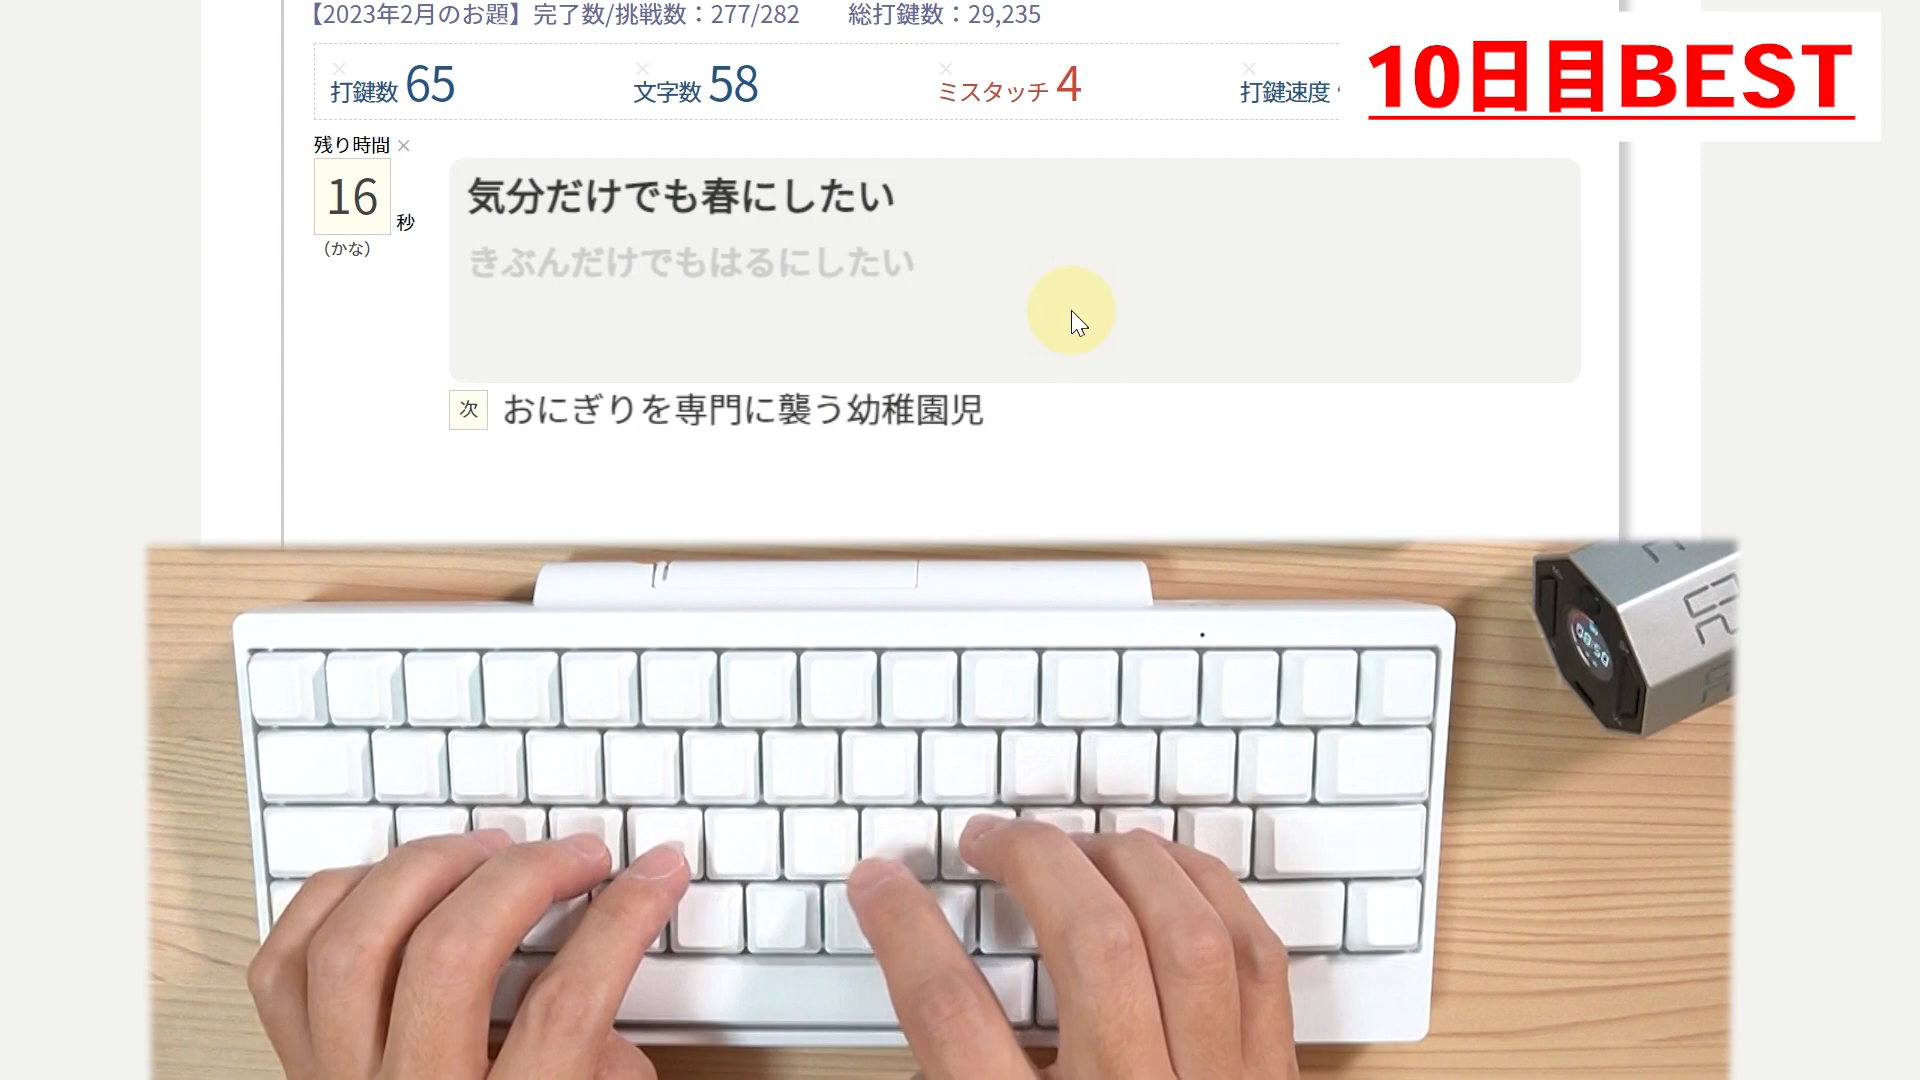 【2023年2月のお題】完了数/挑戦数：277/282　　総打鍵数：29,235
10日目BEST
打鍵数 65　文字数 58　ミスタッチ 4　打鍵速度
残り時間
16 秒
（かな）
気分だけでも春にしたい
きぶんだけでもはるにしたい
次 おにぎりを専門に襲う幼稚園児